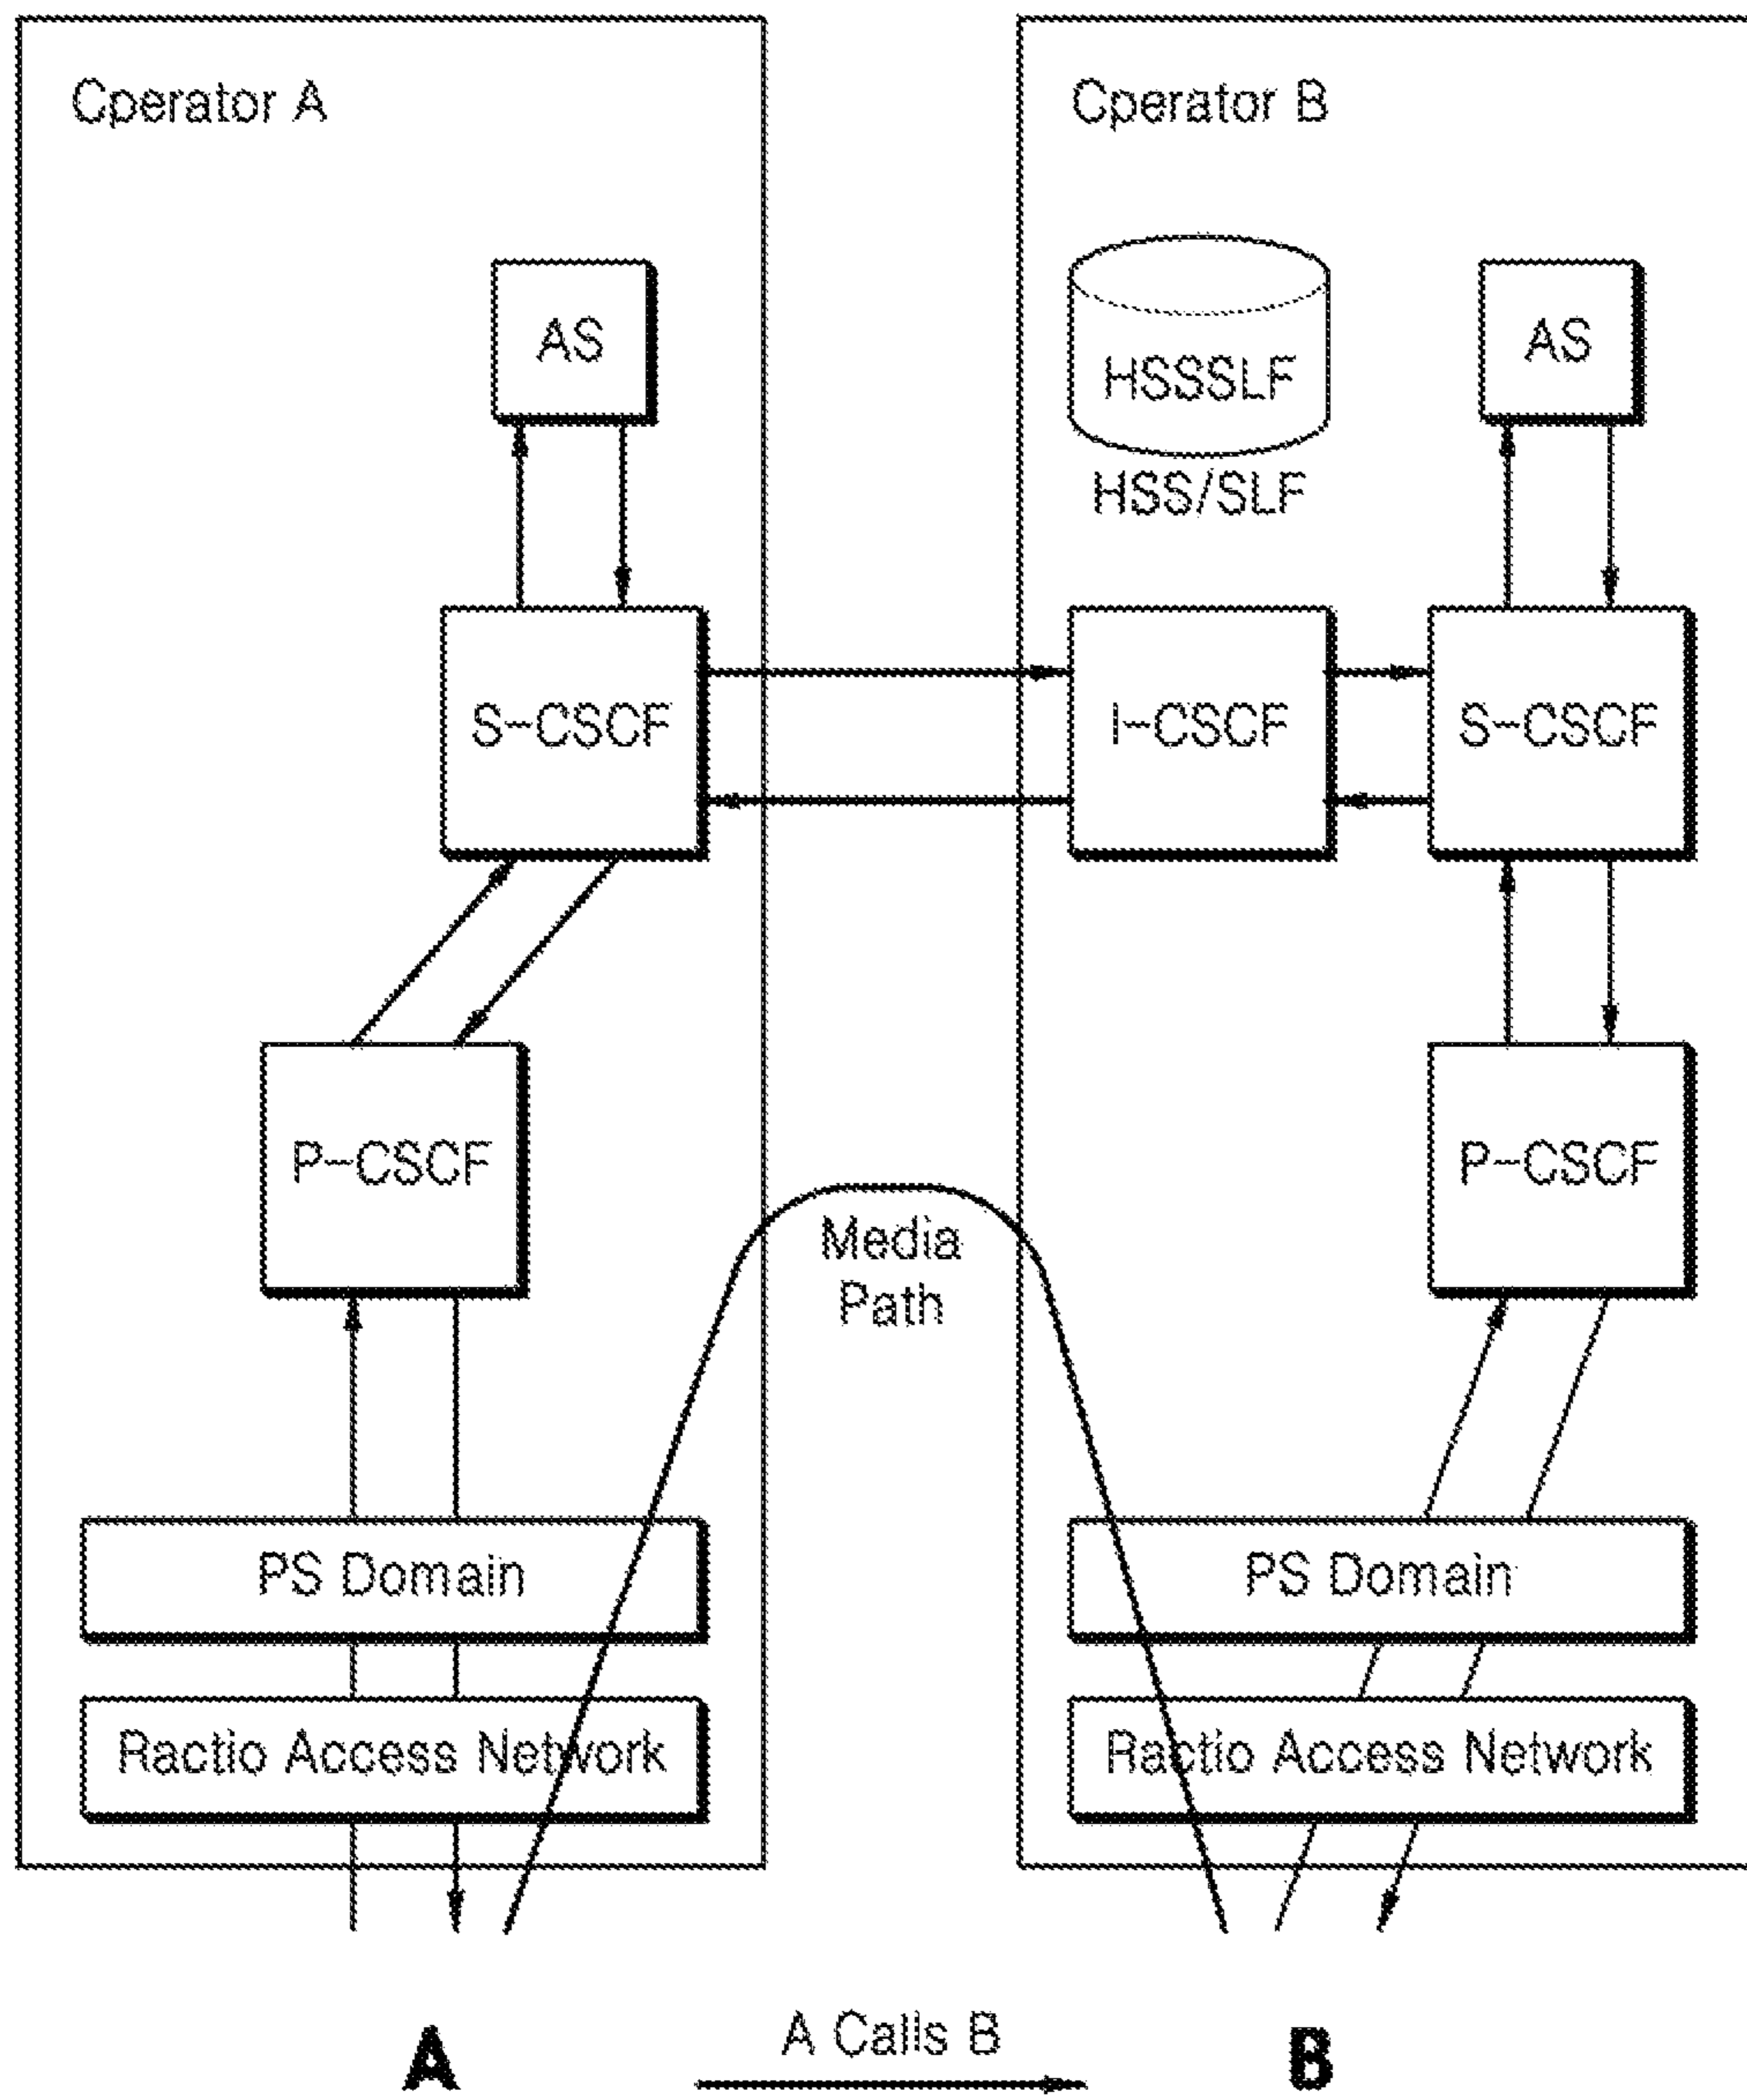 Cperator A
Cperator B
AS
HSSSLF
HSS/SLF
AS
S-CSCF
I-CSCF
S-CSCF
P-CSCF
P-CSCF
Media
Path
PS Domain
PS Domain
Ractio Access Network
Ractio Access Network
A
A Calls B
B